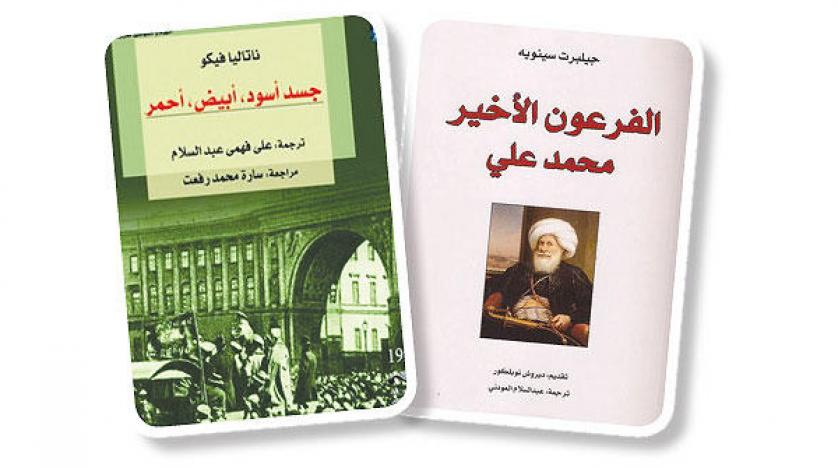 جيلبرت سينويه
الفرعون الأخير
محمد علي
تقديم: ديروش نوبلكور
ترجمة: عبدالسلام المودني
ناتاليا فيكو
جسد أسود، أبيض، أحمر
ترجمة: على فهمى عبد السلام
مراجعة: سارة محمد رفعت